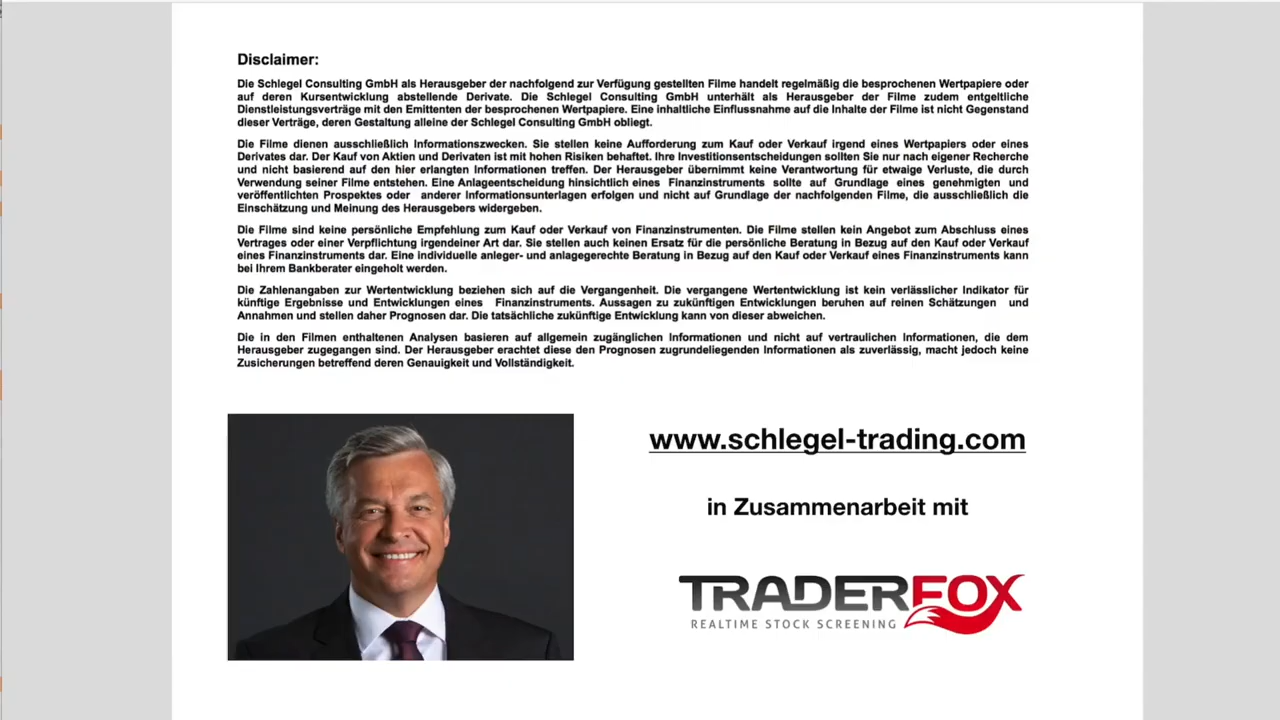 Disclaimer:
Die Schlegel Consulting GmbH als Herausgeber der nachfolgend zur Verfügung gestellten Filme handelt regelmäßig die besprochenen Wertpapiere oder
auf deren Kursentwicklung abstellende Derivate. Die Schlegel Consulting GmbH unterhält als Herausgeber der Filme zudem entgeltliche
Dienstleistungsverträge mit den Emittenten der besprochenen Wertpapiere. Eine inhaltliche Einflussnahme auf die Inhalte der Filme ist nicht Gegenstand
dieser Verträge, deren Gestaltung alleine der Schlegel Consulting GmbH obliegt.
Die Filme dienen ausschließlich Informationszwecken. Sie stellen keine Aufforderung zum Kauf oder Verkauf irgend eines Wertpapiers oder eines
Derivates dar. Der Kauf von Aktien und Derivaten ist mit hohen Risiken behaftet. Ihre Investitionsentscheidungen sollten Sie nur nach eigener Recherche
und nicht basierend auf den hier erlangten Informationen treffen. Der Herausgeber übernimmt keine Verantwortung für etwaige Verluste, die durch
Verwendung seiner Filme entstehen. Eine Anlageentscheidung hinsichtlich eines Finanzinstruments sollte auf Grundlage eines genehmigten und
veröffentlichten Prospektes oder anderer Informationsunterlagen erfolgen und nicht auf Grundlage der nachfolgenden Filme, die ausschließlich die
Einschätzung und Meinung des Herausgebers widergeben.
Die Filme sind keine persönliche Empfehlung zum Kauf oder Verkauf von Finanzinstrumenten. Die Filme stellen kein Angebot zum Abschluss eines
Vertrages oder einer Verpflichtung irgendeiner Art dar. Sie stellen auch keinen Ersatz für die persönliche Beratung in Bezug auf den Kauf oder Verkauf
eines Finanzinstruments dar. Eine individuelle anleger- und anlagegerechte Beratung in Bezug auf den Kauf oder Verkauf eines Finanzinstruments kann
bei Ihrem Bankberater eingeholt werden.
Die Zahlenangaben zur Wertentwicklung beziehen sich auf die Vergangenheit. Die vergangene Wertentwicklung ist kein verlässlicher Indikator für
künftige Ergebnisse und Entwicklungen eines Finanzinstruments. Aussagen zu zukünftigen Entwicklungen beruhen auf reinen Schätzungen und
Annahmen und stellen daher Prognosen dar. Die tatsächliche zukünftige Entwicklung kann von dieser abweichen.
Die in den Filmen enthaltenen Analysen basieren auf allgemein zugänglichen Informationen und nicht auf vertraulichen Informationen, die dem
Herausgeber zugegangen sind. Der Herausgeber erachtet diese den Prognosen zugrundeliegenden Informationen als zuverlässig, macht jedoch keine
Zusicherungen betreffend deren Genauigkeit und Vollständigkeit.
www.schlegel-trading.com
in Zusammenarbeit mit
TRADERFOX
REALTIME STOCK SCREENING